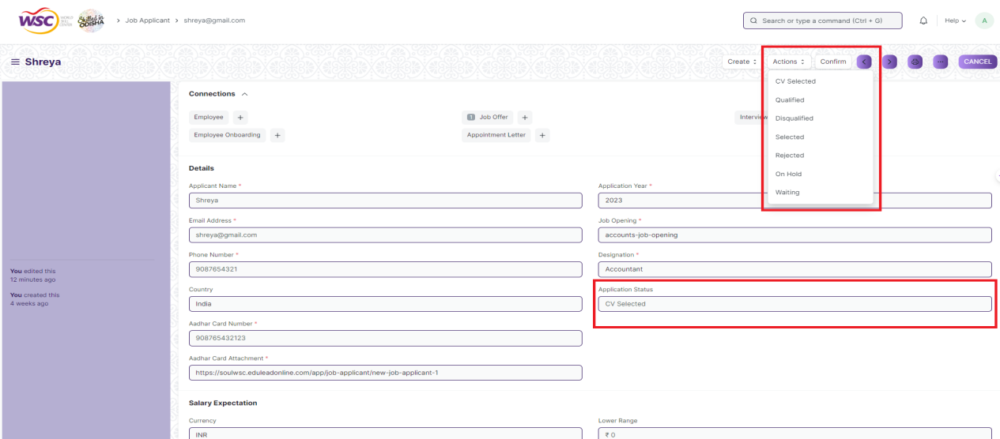 WSC WORLD SKILL CENTER Skilled in ODISHA > Job Applicant > shreya@gmail.com Search or type a command (Ctrl + G) Help A
Shreya Create Actions Confirm < > ... CANCEL
CV Selected
Qualified
Disqualified
Selected
Rejected
On Hold
Waiting
Connections
Employee + 1 Job Offer + Interview
Employee Onboarding + Appointment Letter +
Details
Applicant Name * Application Year *
Shreya 2023
Email Address * Job Opening *
shreya@gmail.com accounts-job-opening
Phone Number * Designation *
9087654321 Accountant
Country Application Status
India CV Selected
Aadhar Card Number *
908765432123
Aadhar Card Attachment *
https://soulwsc.eduleadonline.com/app/job-applicant/new-job-applicant-1
You edited this
12 minutes ago
You created this
4 weeks ago
Salary Expectation
Currency Lower Range
INR ₹ 0